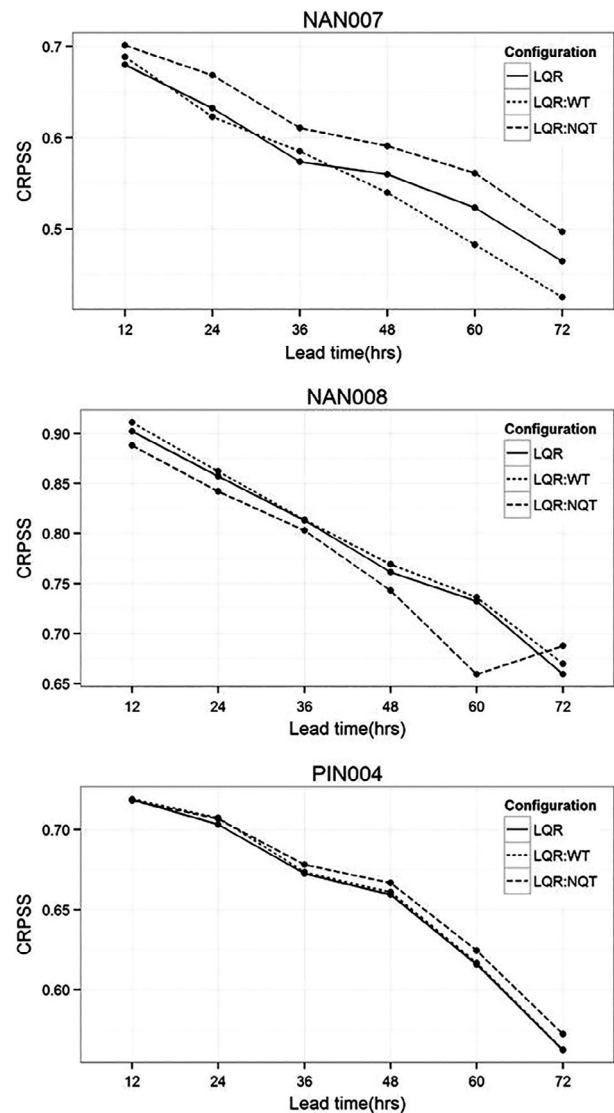 NAN007
CRPSS
0.7
0.6
0.5
Configuration
LQR
LQR:WT
LQR:NQT
12 24 36 48 60 72
Lead time(hrs)
NAN008
CRPSS
0.90
0.85
0.80
0.75
0.70
0.65
Configuration
LQR
LQR:WT
LQR:NQT
12 24 36 48 60 72
Lead time(hrs)
PIN004
CRPSS
0.70
0.65
0.60
Configuration
LQR
LQR:WT
LQR:NQT
12 24 36 48 60 72
Lead time(hrs)